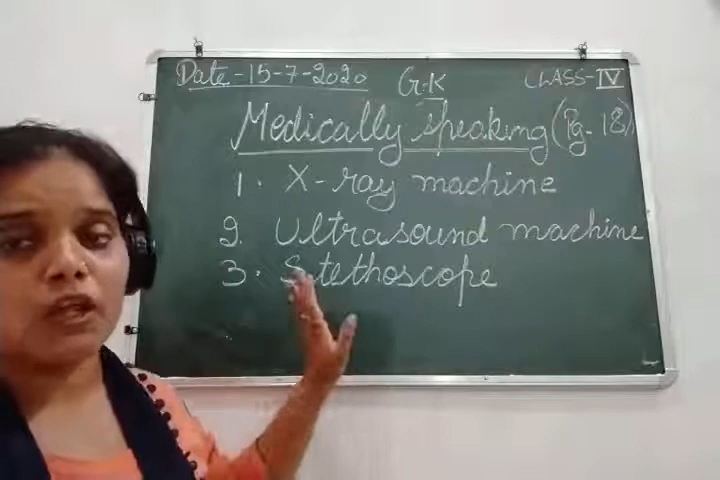 Date-15-7-2020 G.K CLASS-IV
Medically speaking (Pg-18)
1. X-ray machine
2. Ultrasound machine
3. Stethoscope